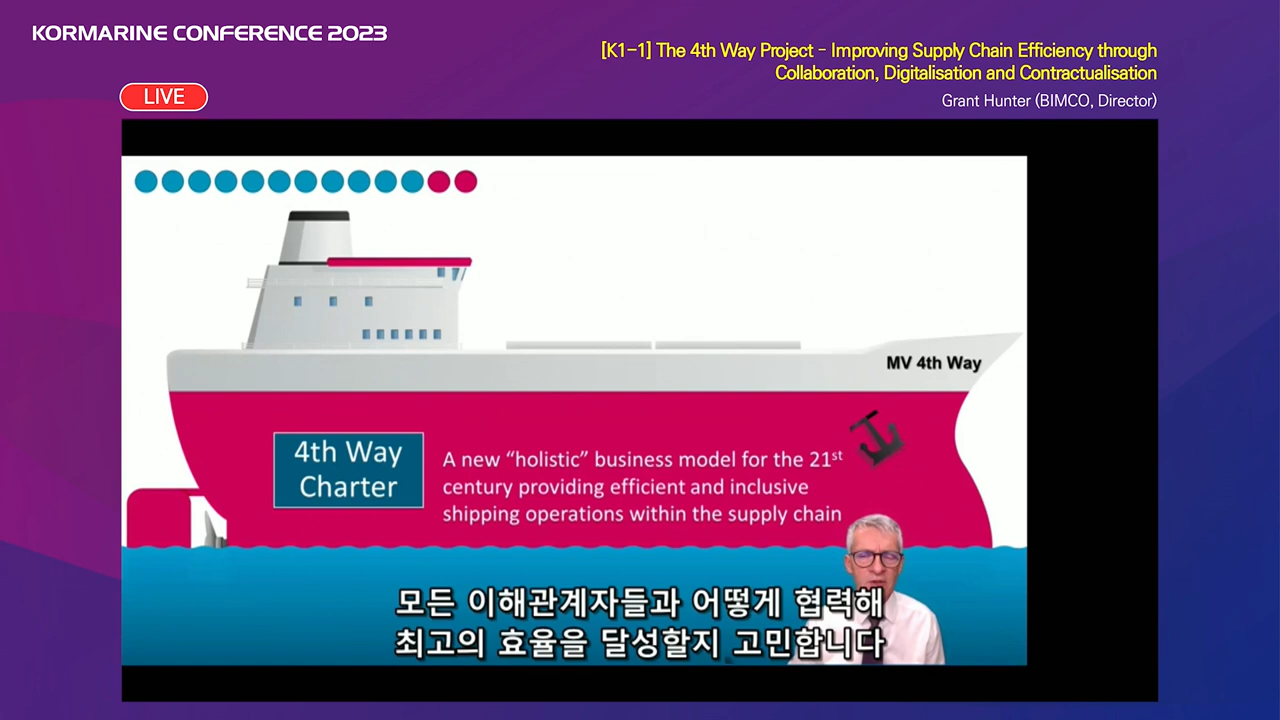 KORMARINE CONFERENCE 2023
[K1-1] The 4th Way Project - Improving Supply Chain Efficiency through
Collaboration, Digitalisation and Contractualisation
Grant Hunter (BIMCO, Director)
LIVE
MV 4th Way
4th Way
Charter
A new “holistic” business model for the 21st
century providing efficient and inclusive
shipping operations within the supply chain
모든 이해관계자들과 어떻게 협력해
최고의 효율을 달성할지 고민합니다